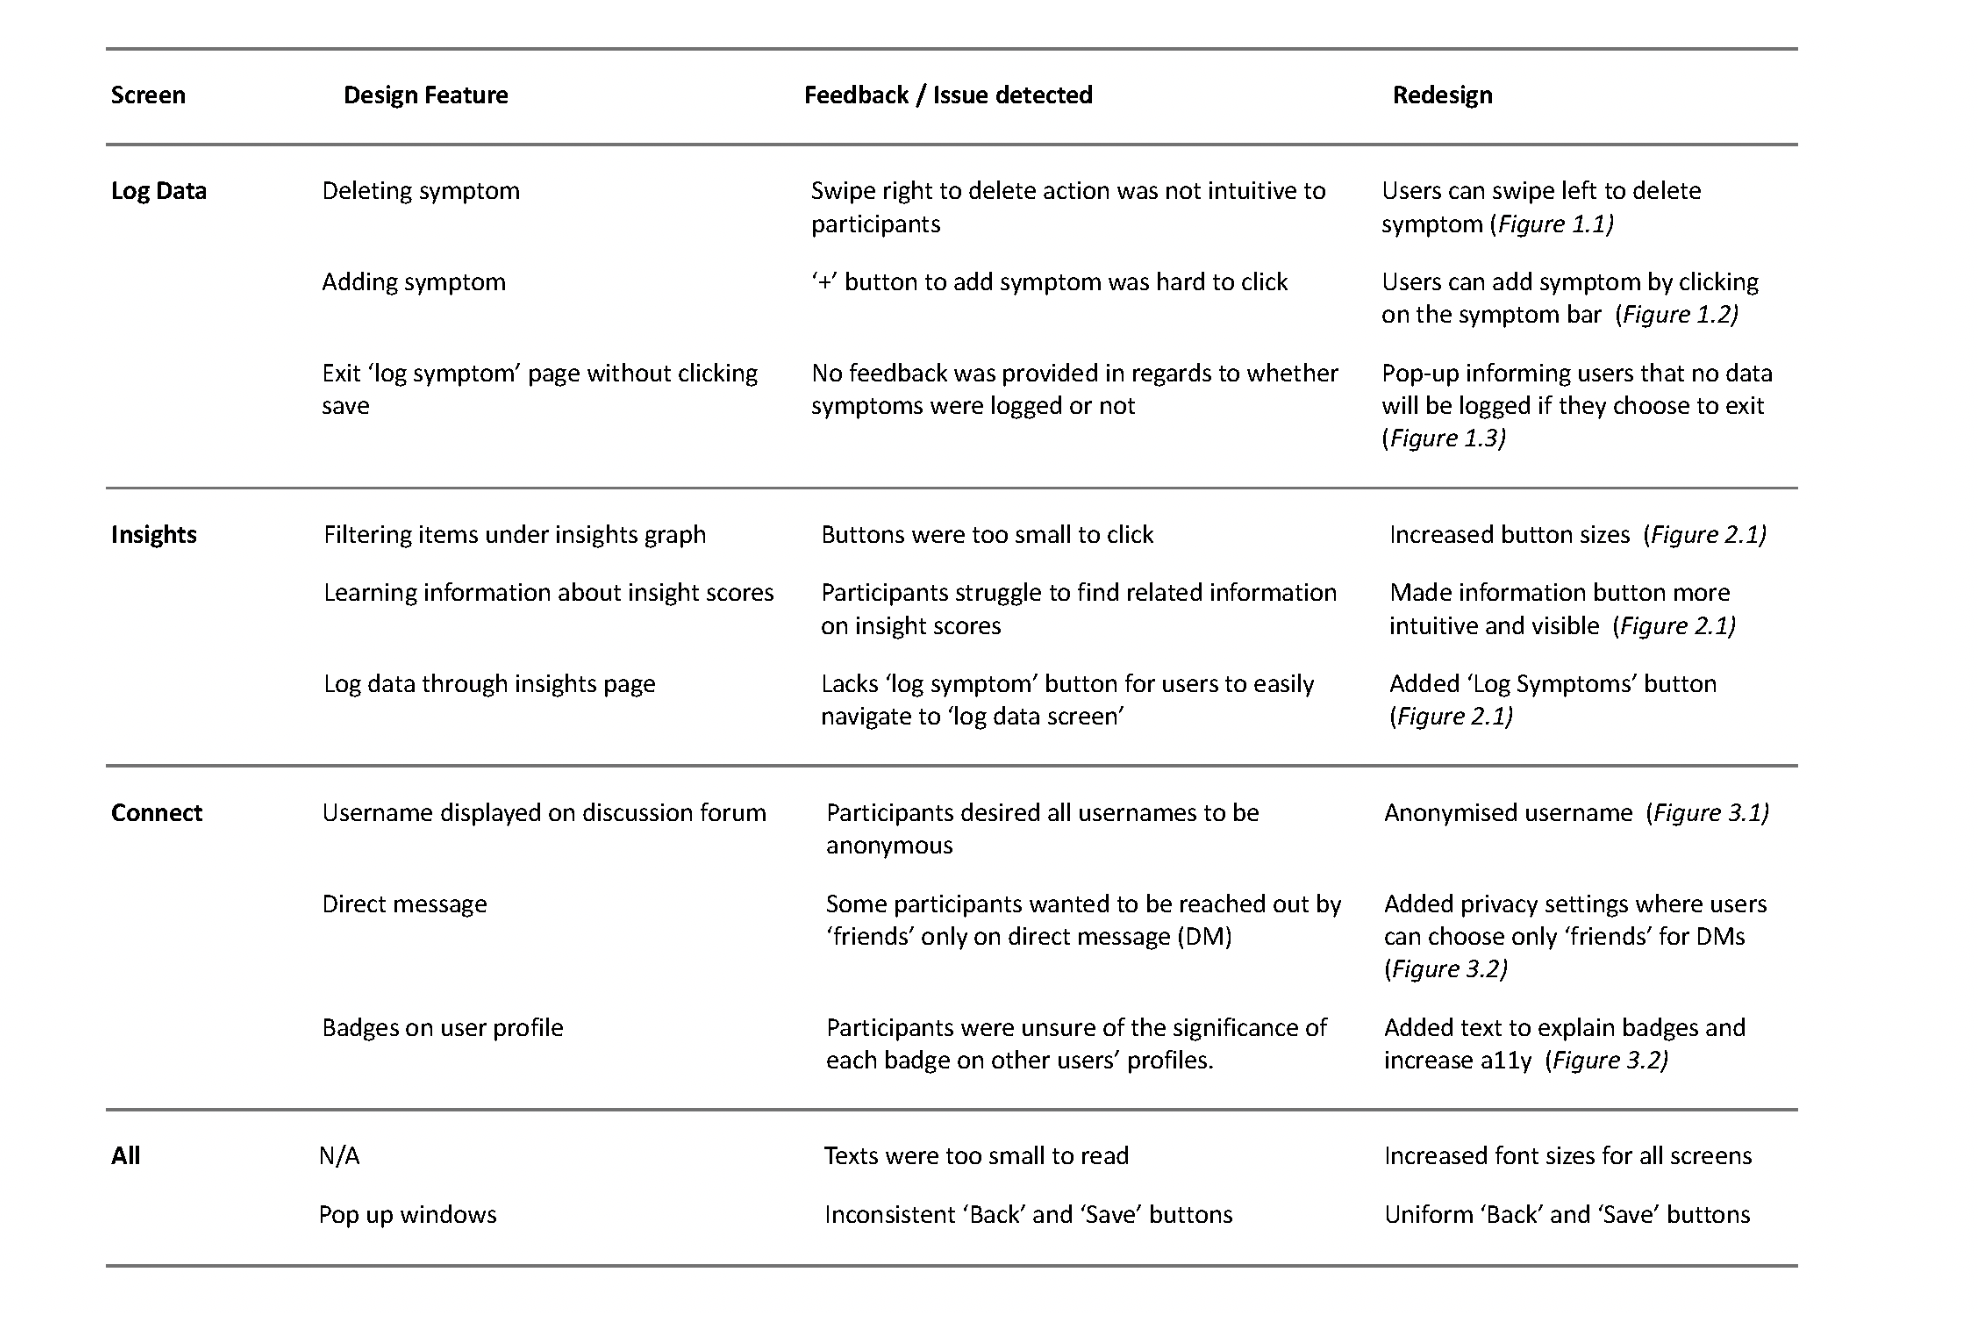 Screen Design Feature Feedback / Issue detected Redesign
Log Data
Deleting symptom
Swipe right to delete action was not intuitive to
participants
Users can swipe left to delete
symptom (Figure 1.1)
Adding symptom
‘+’ button to add symptom was hard to click
Users can add symptom by clicking
on the symptom bar (Figure 1.2)
Exit ‘log symptom’ page without clicking
save
No feedback was provided in regards to whether
symptoms were logged or not
Pop-up informing users that no data
will be logged if they choose to exit
(Figure 1.3)
Insights
Filtering items under insights graph
Buttons were too small to click
Increased button sizes (Figure 2.1)
Learning information about insight scores
Participants struggle to find related information
on insight scores
Made information button more
intuitive and visible (Figure 2.1)
Log data through insights page
Lacks ‘log symptom’ button for users to easily
navigate to ‘log data screen’
Added ‘Log Symptoms’ button
(Figure 2.1)
Connect
Username displayed on discussion forum
Participants desired all usernames to be
anonymous
Anonymised username (Figure 3.1)
Direct message
Some participants wanted to be reached out by
‘friends’ only on direct message (DM)
Added privacy settings where users
can choose only ‘friends’ for DMs
(Figure 3.2)
Badges on user profile
Participants were unsure of the significance of
each badge on other users’ profiles.
Added text to explain badges and
increase a11y (Figure 3.2)
All
N/A
Texts were too small to read
Increased font sizes for all screens
Pop up windows
Inconsistent ‘Back’ and ‘Save’ buttons
Uniform ‘Back’ and ‘Save’ buttons